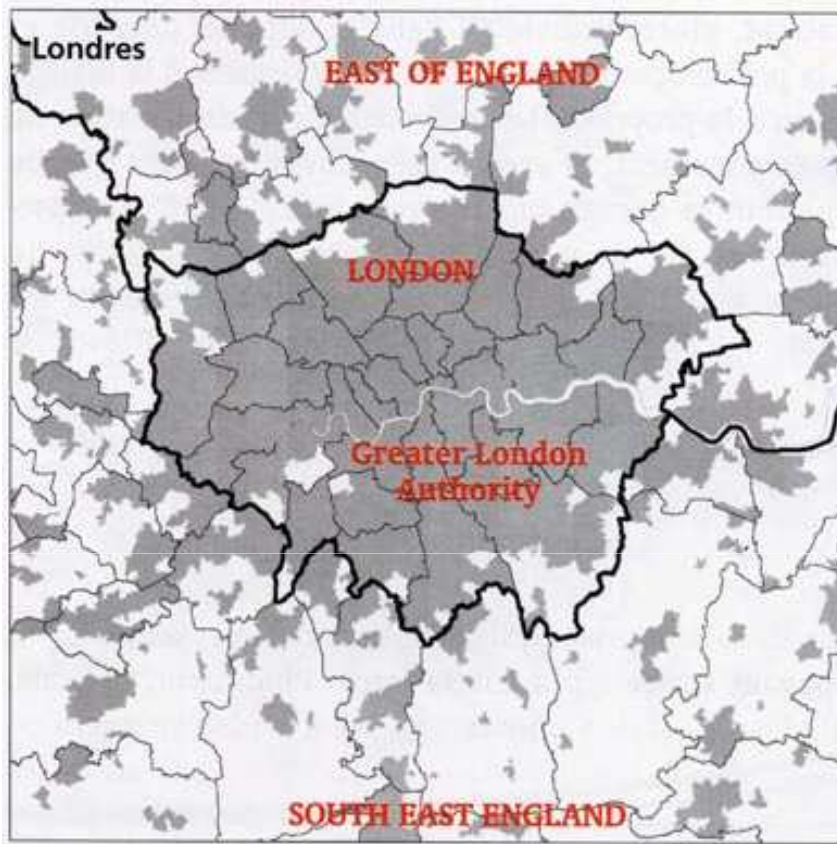 Londres
EAST OF ENGLAND
LONDON
Greater London
Authority
SOUTH EAST ENGLAND